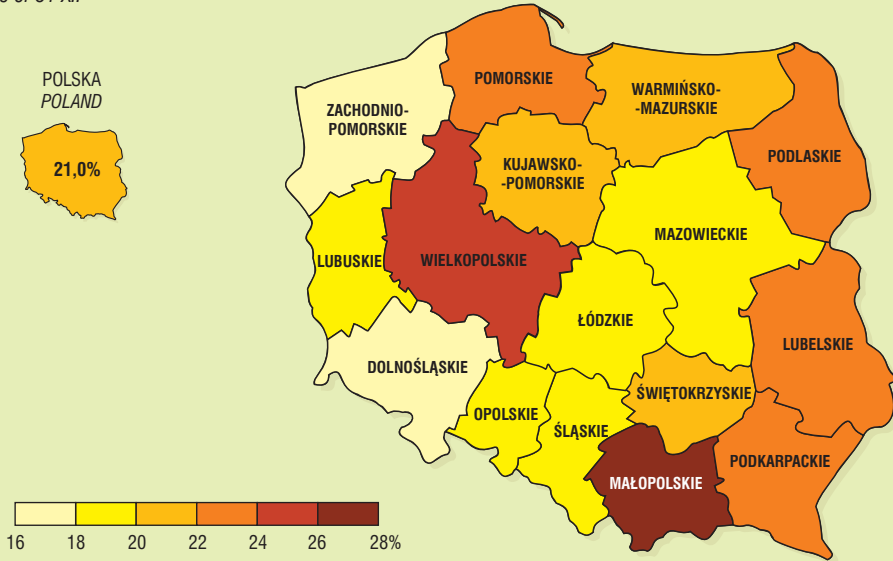 POLSKA
POLAND
21,0%
ZACHODNIO-
POMORSKIE
POMORSKIE
WARMIŃSKO-
-MAZURSKIE
PODLASKIE
KUJAWSKO-
-POMORSKIE
MAZOWIECKIE
LUBUSKIE
WIELKOPOLSKIE
ŁÓDZKIE
LUBELSKIE
DOLNOŚLĄSKIE
ŚWIĘTOKRZYSKIE
OPOLSKIE
ŚLĄSKIE
PODKARPACKIE
MAŁOPOLSKIE
16 18 20 22 24 26 28%